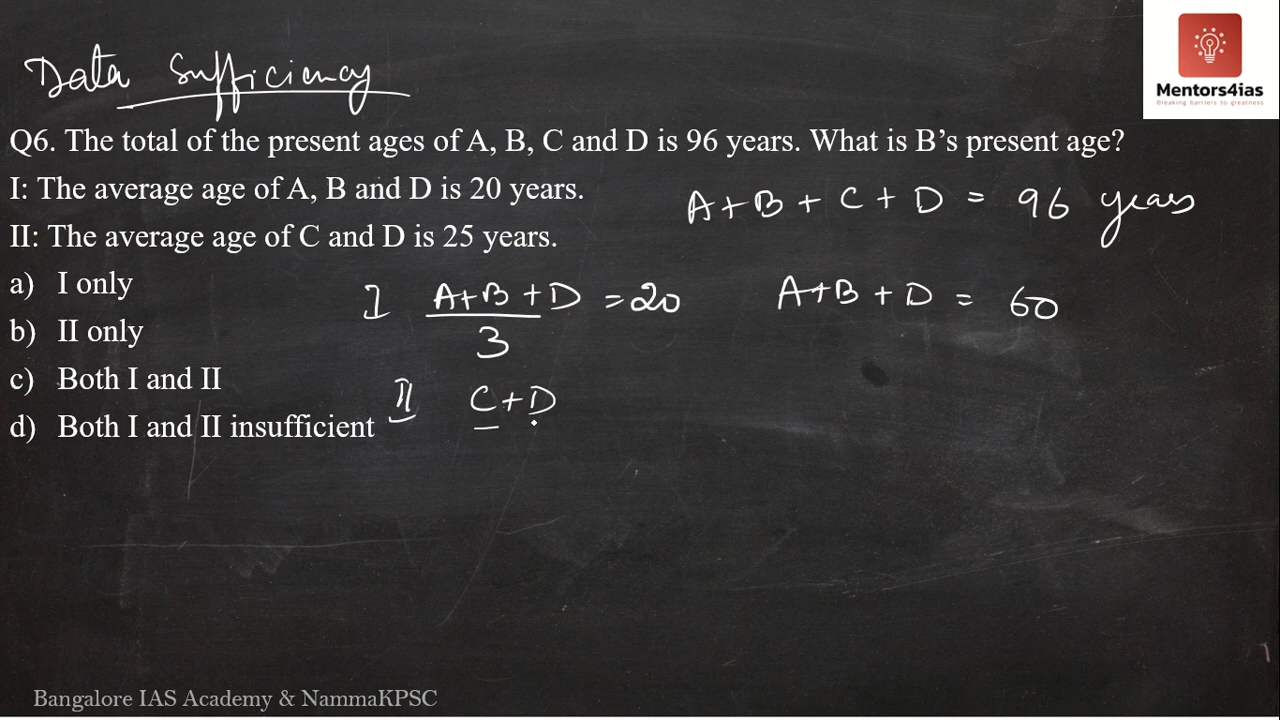 Data Sufficiency
Mentors4ias
Breaking barriers to greatness
Q6. The total of the present ages of A, B, C and D is 96 years. What is B’s present age?
I: The average age of A, B and D is 20 years.
A + B + C + D = 96 years
II: The average age of C and D is 25 years.
a) I only
I A+B+D = 20 A+B+D = 60
3
b) II only
c) Both I and II
II C+D
d) Both I and II insufficient
Bangalore IAS Academy & NammaKPSC